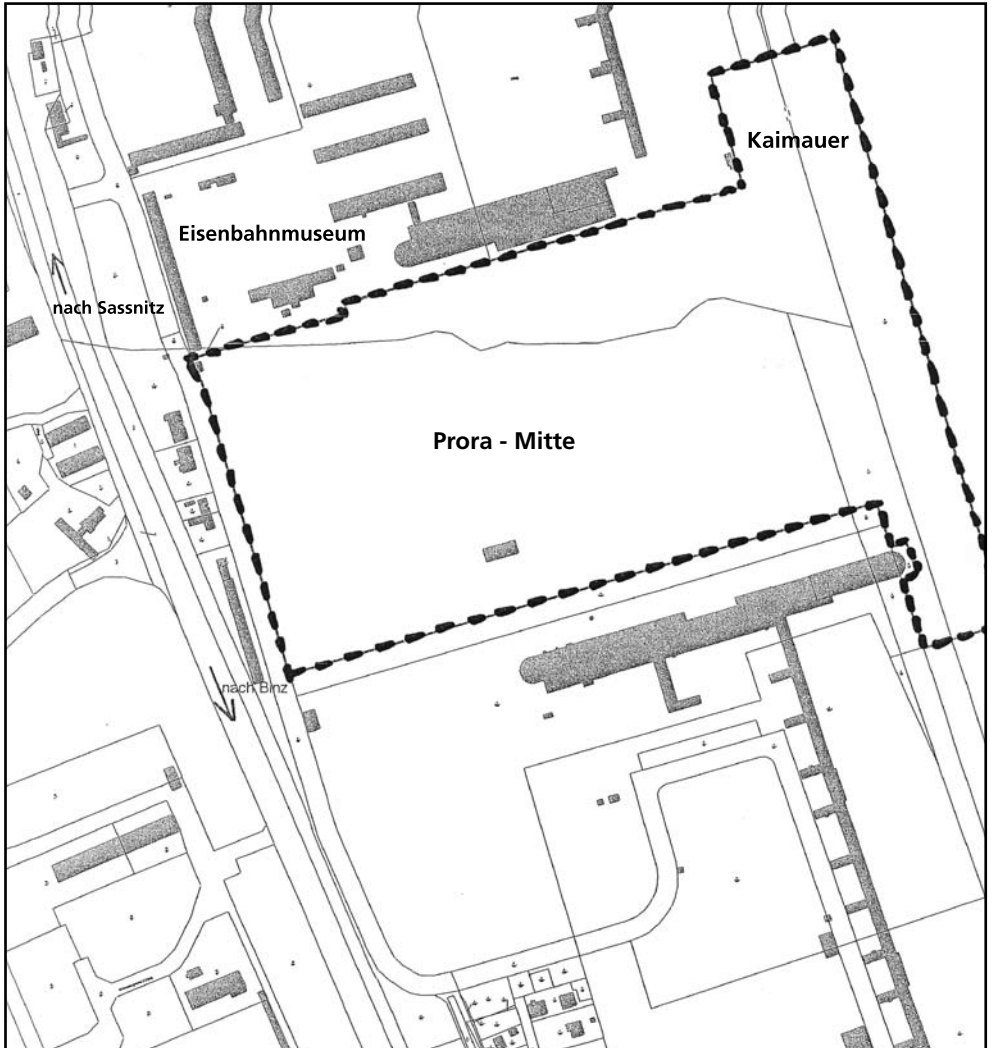 Kaimauer
Eisenbahnmuseum
nach Sassnitz
Prora - Mitte
nach Binz